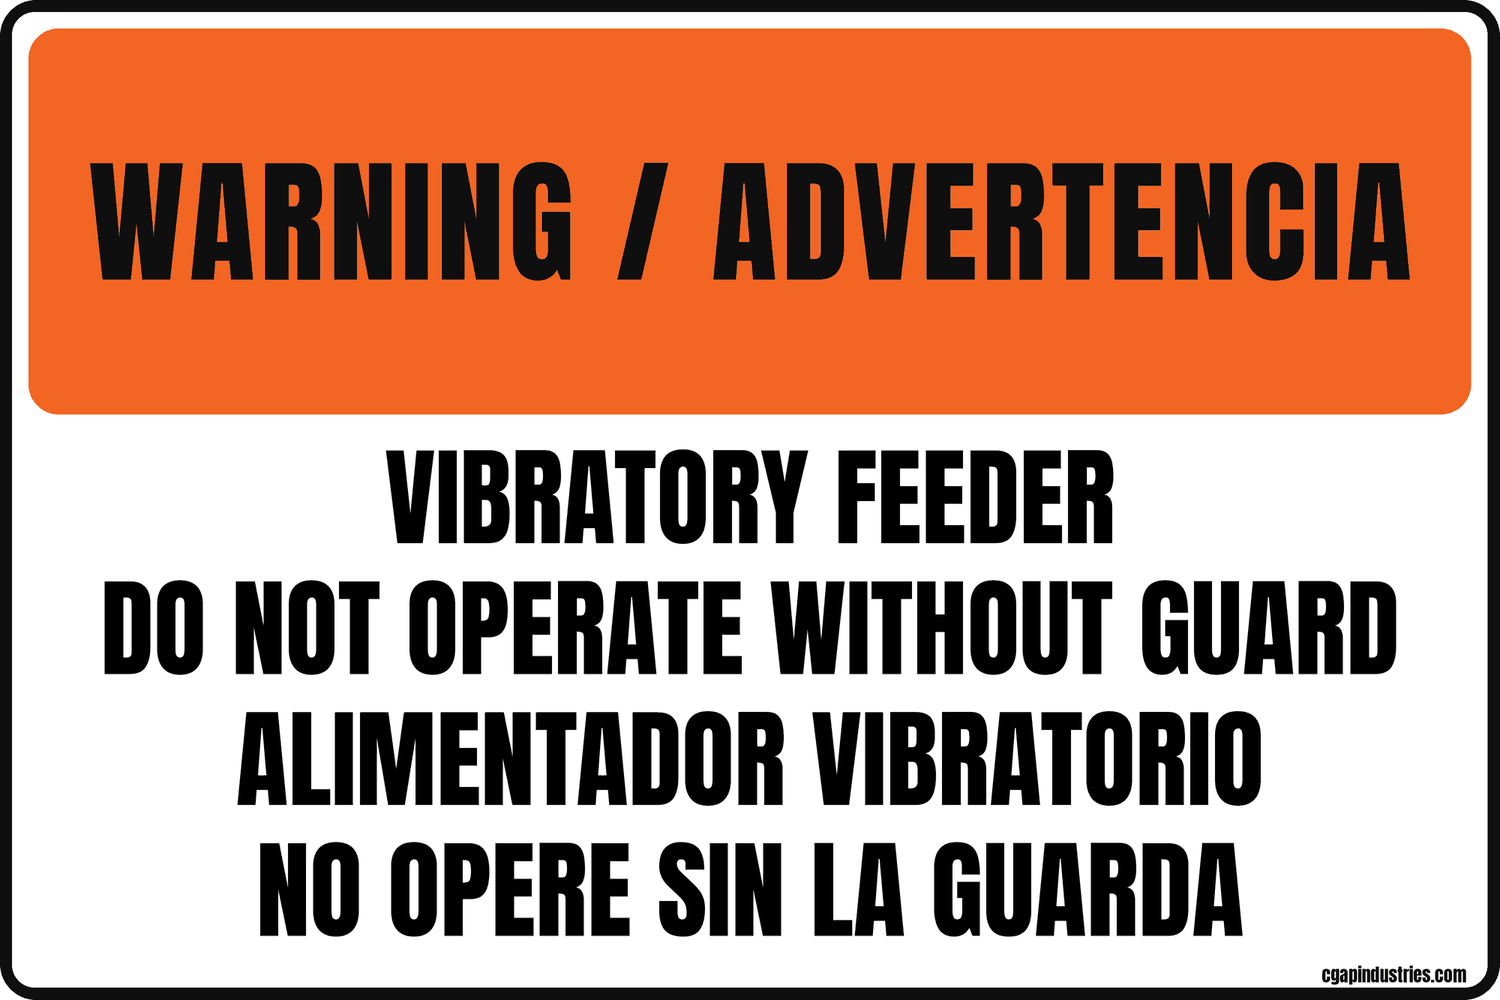 WARNING / ADVERTENCIA
VIBRATORY FEEDER
DO NOT OPERATE WITHOUT GUARD
ALIMENTADOR VIBRATORIO
NO OPERE SIN LA GUARDA
cgapindustries.com